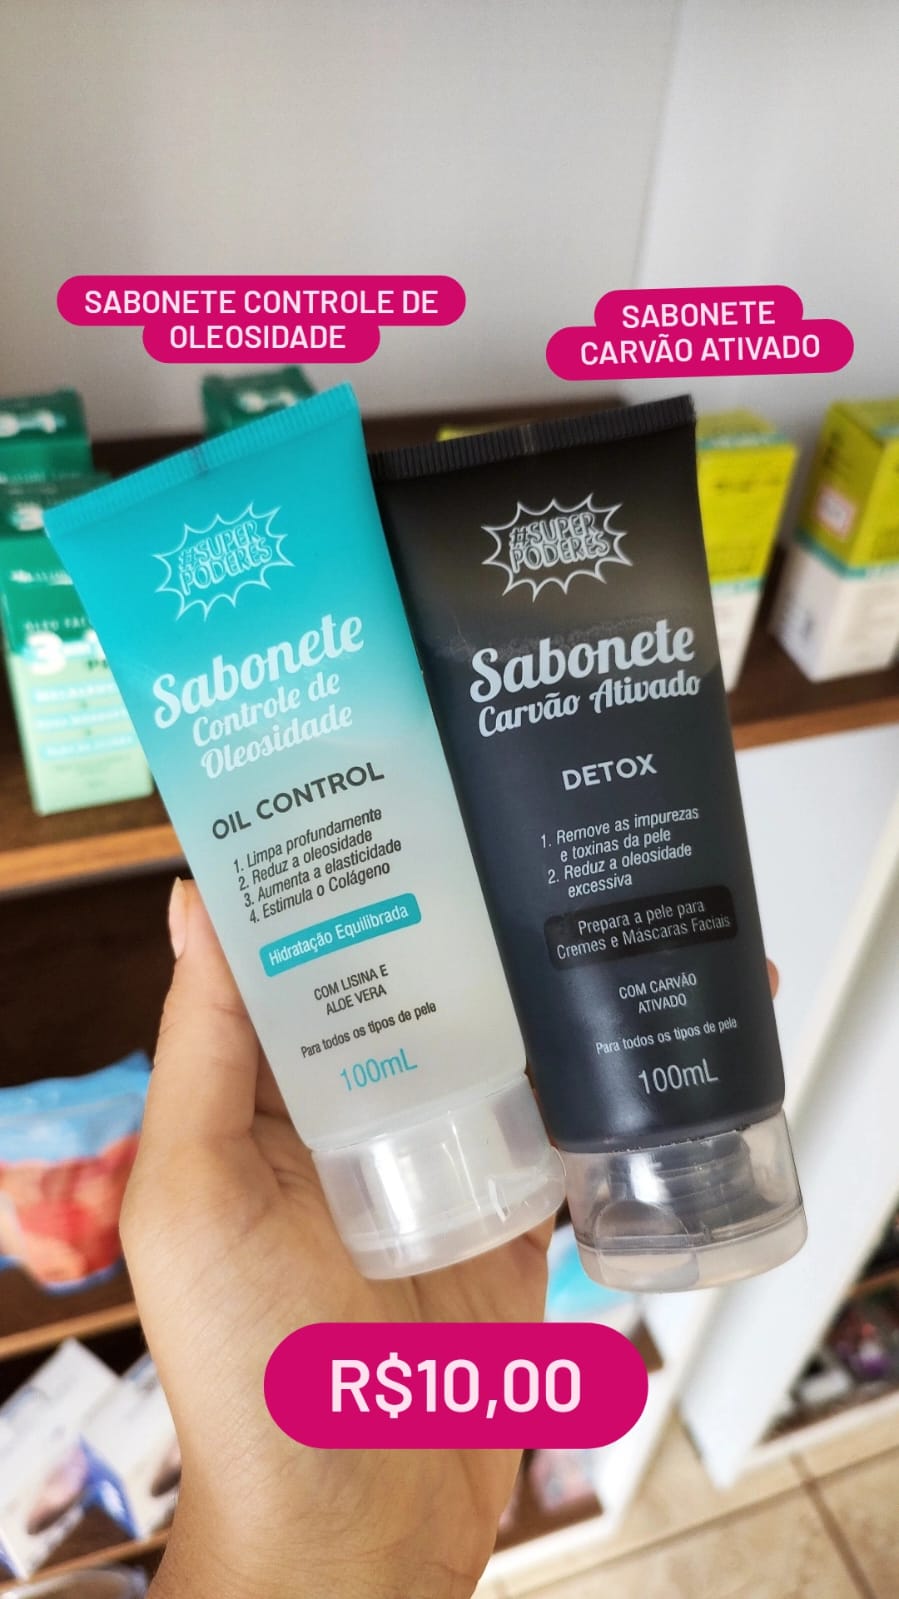 SABONETE CONTROLE DE
OLEOSIDADE
SABONETE
CARVÃO ATIVADO
#SUPER
PODERES
Sabonete
Controle de
Oleosidade
OIL CONTROL
1. Limpa profundamente
2. Reduz a oleosidade
3. Aumenta a elasticidade
4. Estimula o Colágeno
Hidratação Equilibrada
COM LISINA E
ALOE VERA
Para todos os tipos de pele
100mL
#SUPER
PODERES
Sabonete
Carvão Ativado
DETOX
1. Remove as impurezas
e toxinas da pele
2. Reduz a oleosidade
excessiva
Prepara a pele para
Cremes e Máscaras Faciais
COM CARVÃO
ATIVADO
Para todos os tipos de pele
100mL
R$10,00